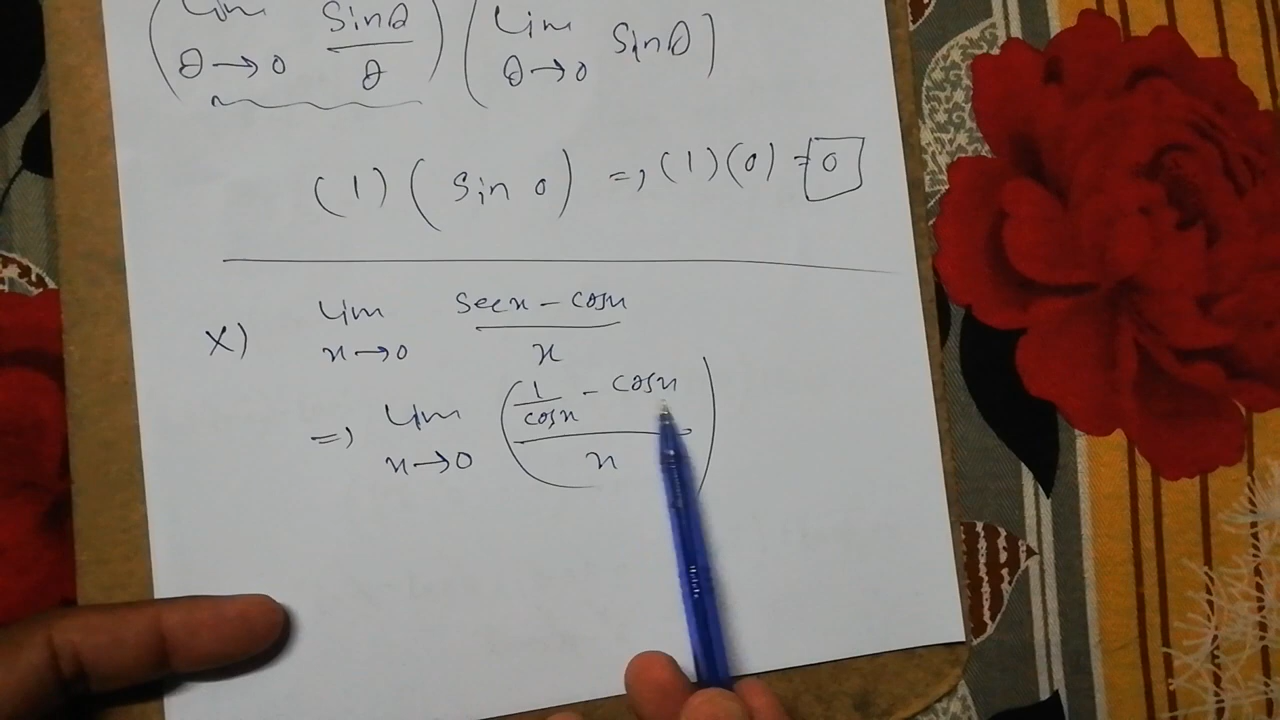 ( Lim θ→0 Sinθ/θ ) ( Lim θ→0 Sinθ )
(1) ( Sin 0 ) =, (1)(0) = 0
x) Lim x→0 secx - cosx / x
=, Lim x→0 ( 1/cosx - cosx / x )